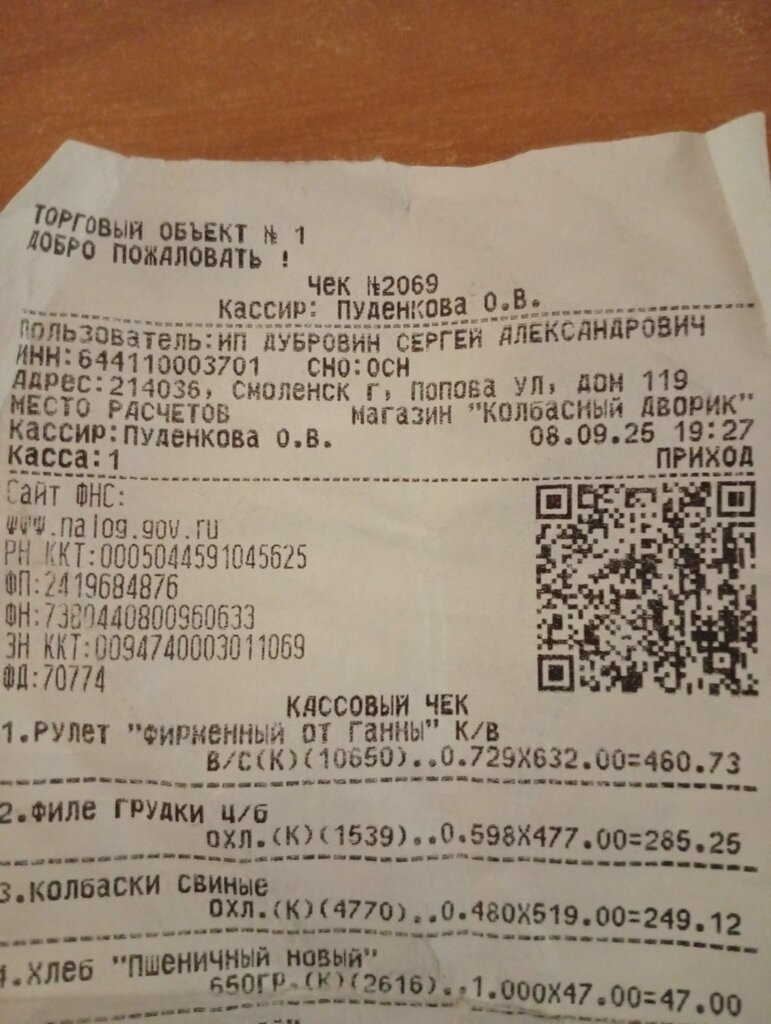 ТОРГОВЫЙ ОБЪЕКТ № 1
ДОБРО ПОЖАЛОВАТЬ !
Чек №2069
Кассир: Пуденкова О.В.
Пользователь:ИП ДУБРОВИН СЕРГЕЙ АЛЕКСАНДРОВИЧ
ИНН:644110003701 СНО:ОСН
Адрес:214036, Смоленск г, Попова ул, дом 119
МЕСТО РАСЧЕТОВ магазин "КОЛБАСНЫЙ ДВОРИК"
Кассир:Пуденкова О.В. 08.09.25 19:27
Касса:1 ПРИХОД
Сайт ФНС:
www.nalog.gov.ru
РН ККТ:0005044591045625
ФП:2419684876
ФН:7380440800960633
ЗН ККТ:0094740003011069
ФД:70774
КАССОВЫЙ ЧЕК
1.РУЛЕТ "ФИРМЕННЫЙ ОТ ГАННЫ" К/В
В/С(К)(10650)..0.729X632.00=460.73
2.ФИЛЕ ГРУДКИ Ц/Б
ОХЛ.(К)(1539)..0.598X477.00=285.25
3.КОЛБАСКИ СВИНЫЕ
ОХЛ.(К)(4770)..0.480X519.00=249.12
4.ХЛЕБ "Пшеничный новый"
650ГР.(К)(2616)..1.000X47.00=47.00